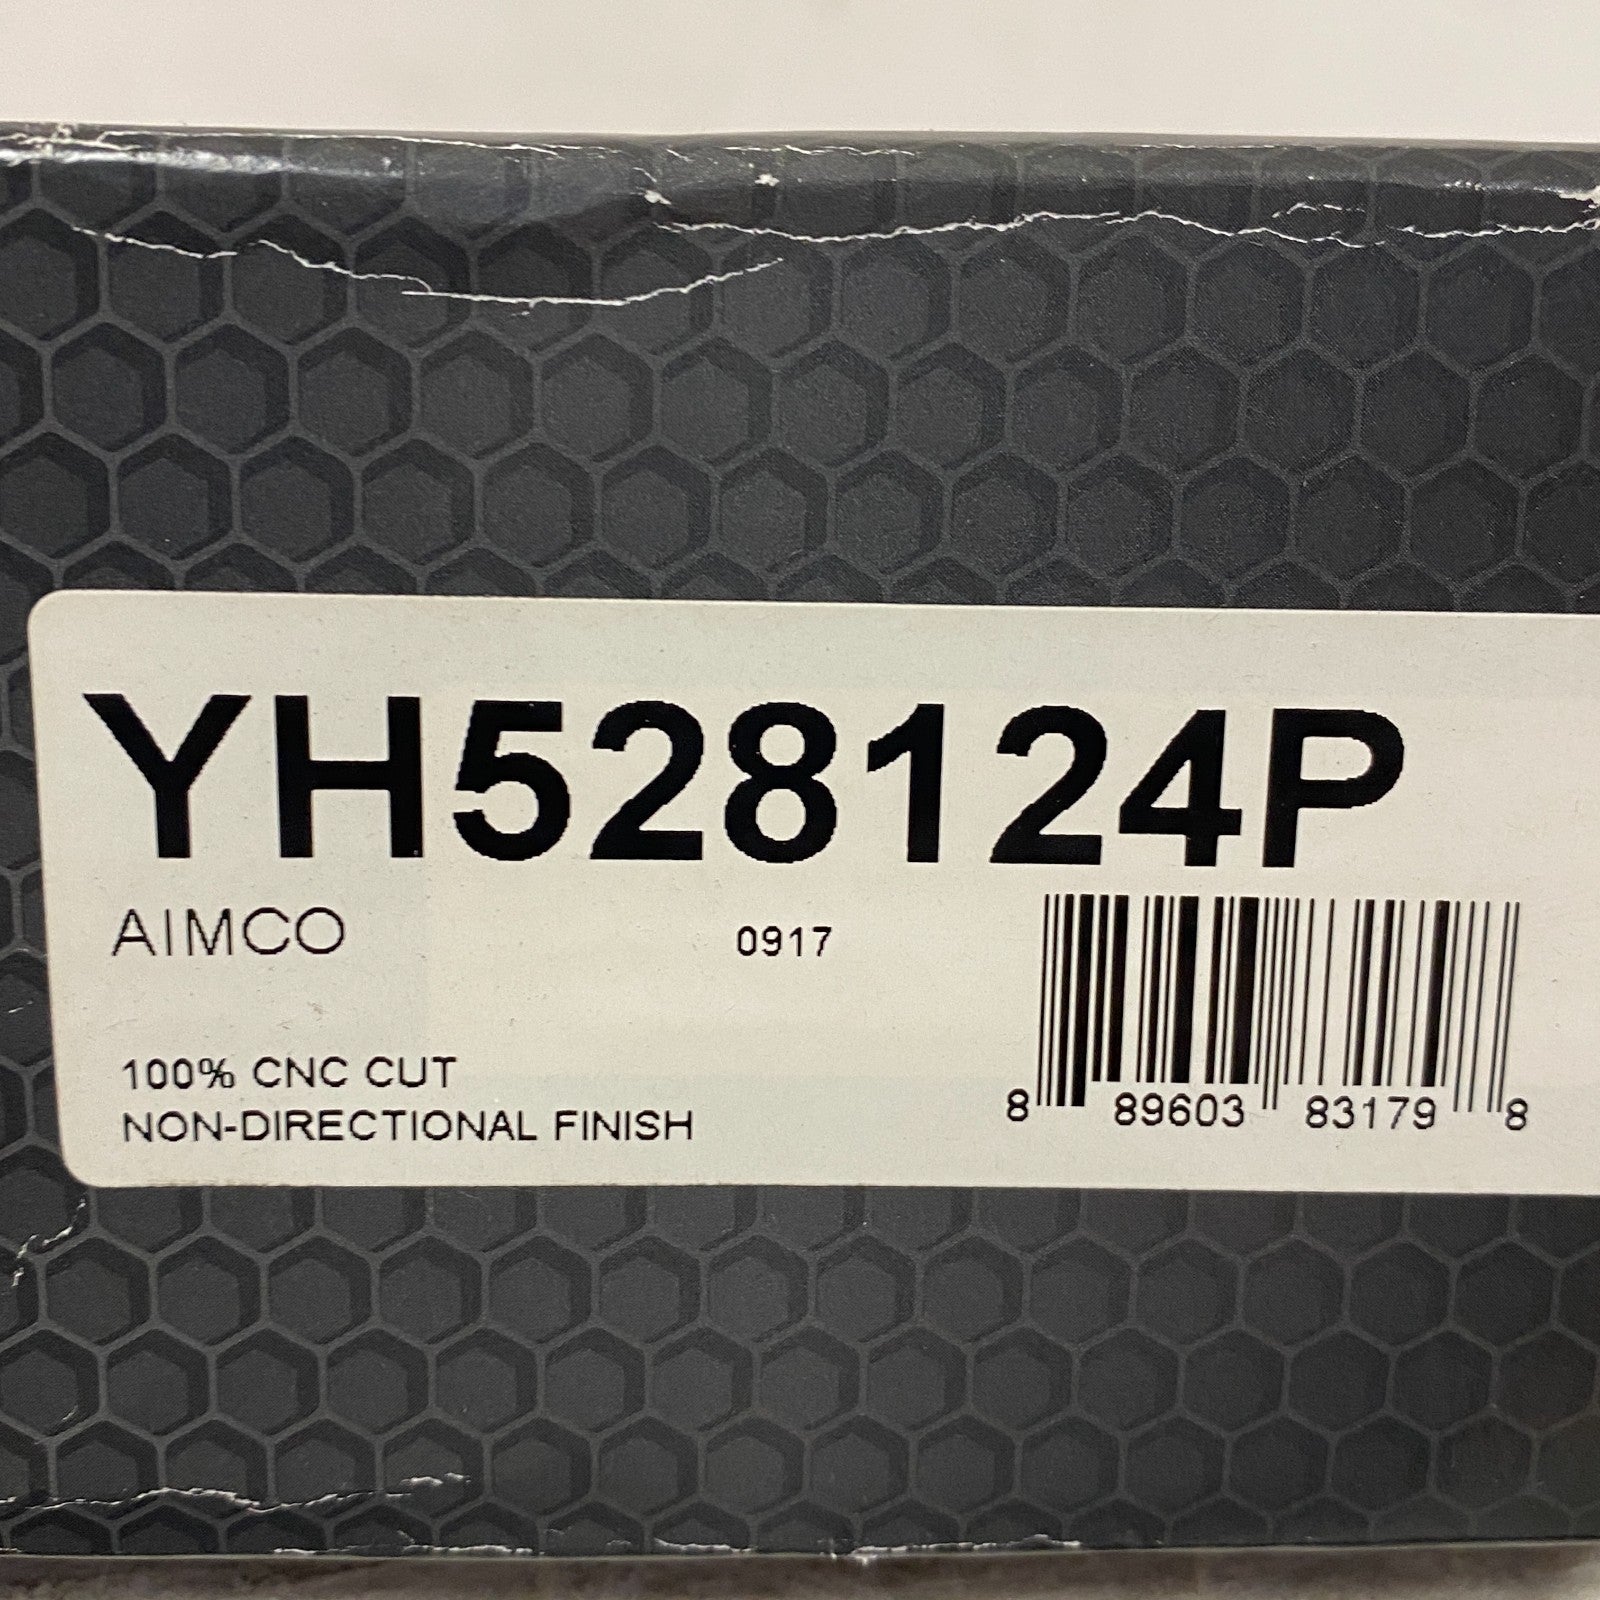 YH528124P
AIMCO 0917
100% CNC CUT
NON-DIRECTIONAL FINISH
8 89603 83179 8